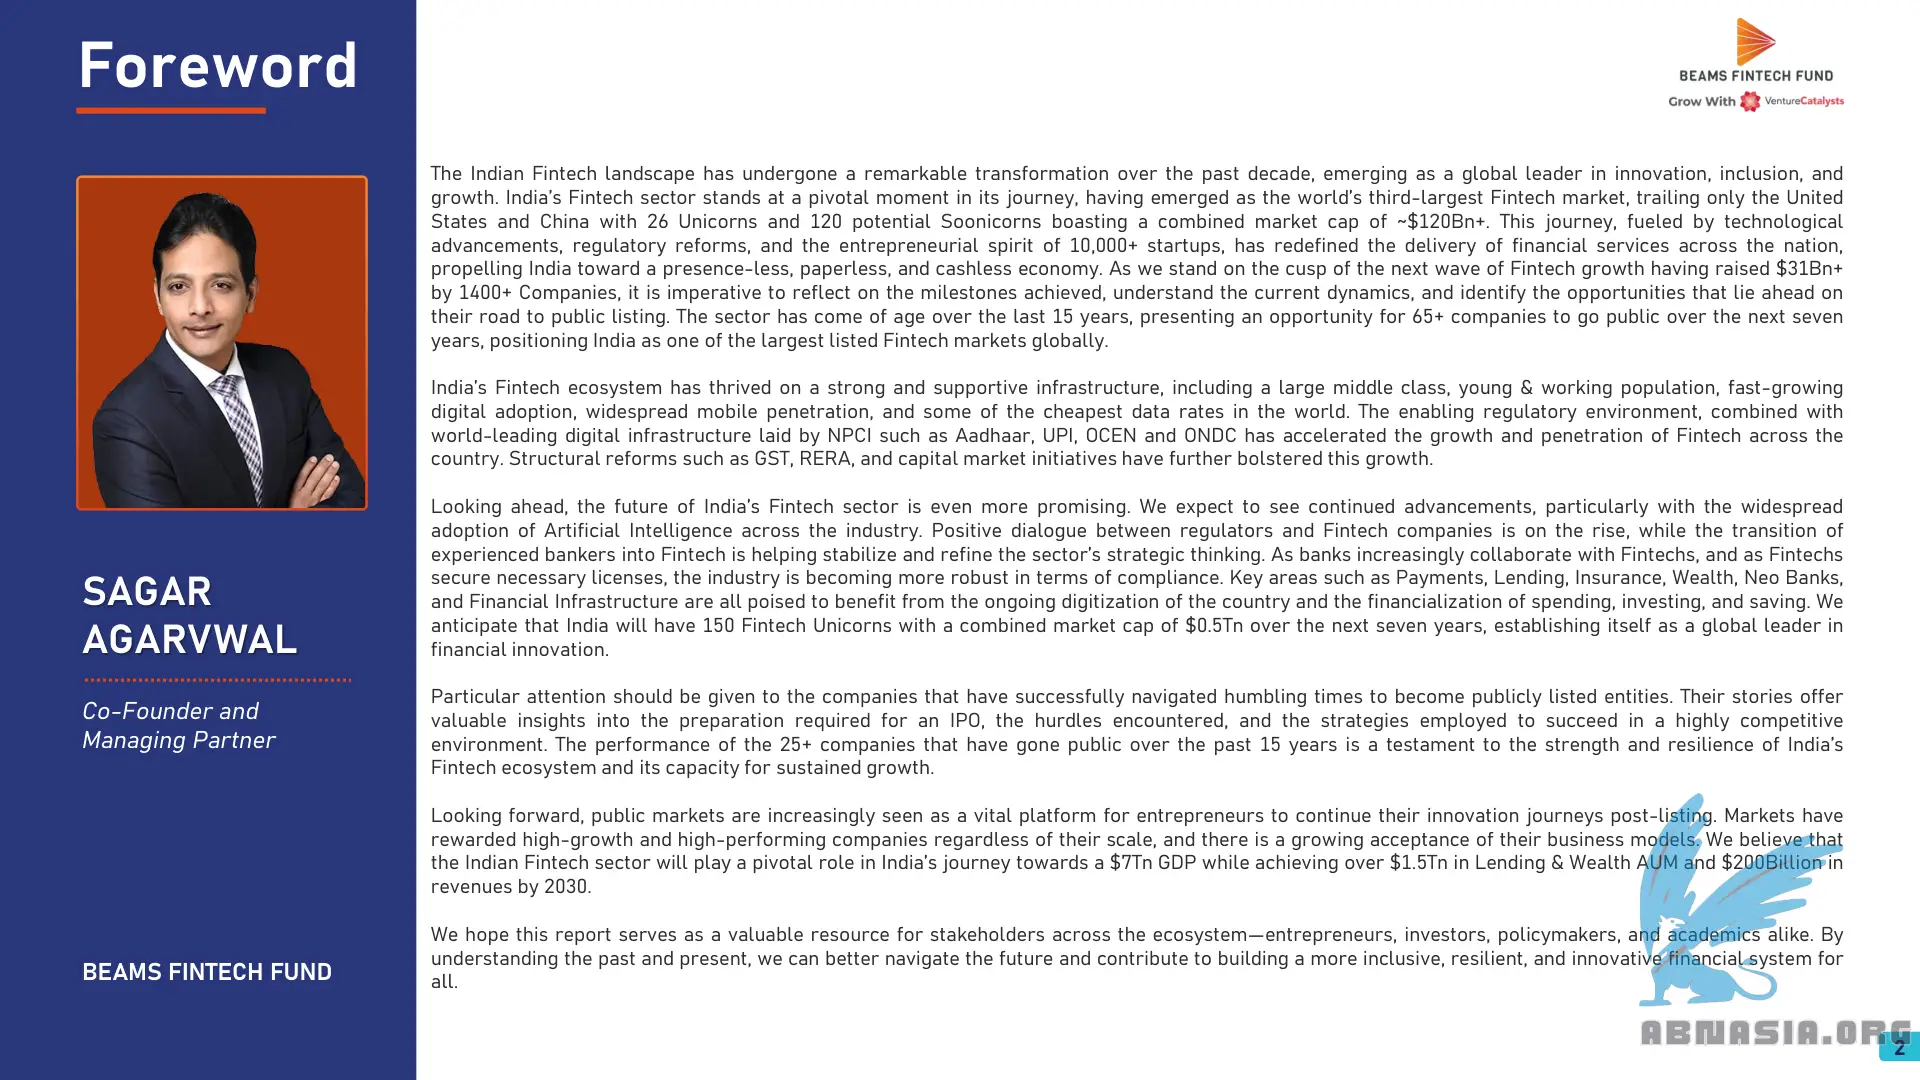 Foreword
SAGAR
AGARVWAL
Co-Founder and
Managing Partner
BEAMS FINTECH FUND
BEAMS FINTECH FUND
Grow With VentureCatalysts
The Indian Fintech landscape has undergone a remarkable transformation over the past decade, emerging as a global leader in innovation, inclusion, and
growth. India’s Fintech sector stands at a pivotal moment in its journey, having emerged as the world’s third-largest Fintech market, trailing only the United
States and China with 26 Unicorns and 120 potential Soonicorns boasting a combined market cap of ~$120Bn+. This journey, fueled by technological
advancements, regulatory reforms, and the entrepreneurial spirit of 10,000+ startups, has redefined the delivery of financial services across the nation,
propelling India toward a presence-less, paperless, and cashless economy. As we stand on the cusp of the next wave of Fintech growth having raised $31Bn+
by 1400+ Companies, it is imperative to reflect on the milestones achieved, understand the current dynamics, and identify the opportunities that lie ahead on
their road to public listing. The sector has come of age over the last 15 years, presenting an opportunity for 65+ companies to go public over the next seven
years, positioning India as one of the largest listed Fintech markets globally.
India’s Fintech ecosystem has thrived on a strong and supportive infrastructure, including a large middle class, young & working population, fast-growing
digital adoption, widespread mobile penetration, and some of the cheapest data rates in the world. The enabling regulatory environment, combined with
world-leading digital infrastructure laid by NPCI such as Aadhaar, UPI, OCEN and ONDC has accelerated the growth and penetration of Fintech across the
country. Structural reforms such as GST, RERA, and capital market initiatives have further bolstered this growth.
Looking ahead, the future of India’s Fintech sector is even more promising. We expect to see continued advancements, particularly with the widespread
adoption of Artificial Intelligence across the industry. Positive dialogue between regulators and Fintech companies is on the rise, while the transition of
experienced bankers into Fintech is helping stabilize and refine the sector’s strategic thinking. As banks increasingly collaborate with Fintechs, and as Fintechs
secure necessary licenses, the industry is becoming more robust in terms of compliance. Key areas such as Payments, Lending, Insurance, Wealth, Neo Banks,
and Financial Infrastructure are all poised to benefit from the ongoing digitization of the country and the financialization of spending, investing, and saving. We
anticipate that India will have 150 Fintech Unicorns with a combined market cap of $0.5Tn over the next seven years, establishing itself as a global leader in
financial innovation.
Particular attention should be given to the companies that have successfully navigated humbling times to become publicly listed entities. Their stories offer
valuable insights into the preparation required for an IPO, the hurdles encountered, and the strategies employed to succeed in a highly competitive
environment. The performance of the 25+ companies that have gone public over the past 15 years is a testament to the strength and resilience of India’s
Fintech ecosystem and its capacity for sustained growth.
Looking forward, public markets are increasingly seen as a vital platform for entrepreneurs to continue their innovation journeys post-listing. Markets have
rewarded high-growth and high-performing companies regardless of their scale, and there is a growing acceptance of their business models. We believe that
the Indian Fintech sector will play a pivotal role in India’s journey towards a $7Tn GDP while achieving over $1.5Tn in Lending & Wealth AUM and $200Billion in
revenues by 2030.
We hope this report serves as a valuable resource for stakeholders across the ecosystem—entrepreneurs, investors, policymakers, and academics alike. By
understanding the past and present, we can better navigate the future and contribute to building a more inclusive, resilient, and innovative financial system for
all.
ABNASIA.ORG
2